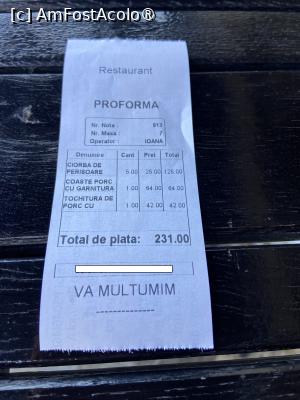 [c] AmFostAcolo®
Restaurant
PROFORMA
Nr. Nota : 813
Nr. Masa : 7
Operator : IOANA
Denumire Cant Pret Total
CIORBA DE
PERISOARE 5.00 25.00 125.00
COASTE PORC
CU GARNITURA 1.00 64.00 64.00
TOCHITURA DE
PORC CU 1.00 42.00 42.00
Total de plata: 231.00
VA MULTUMIM